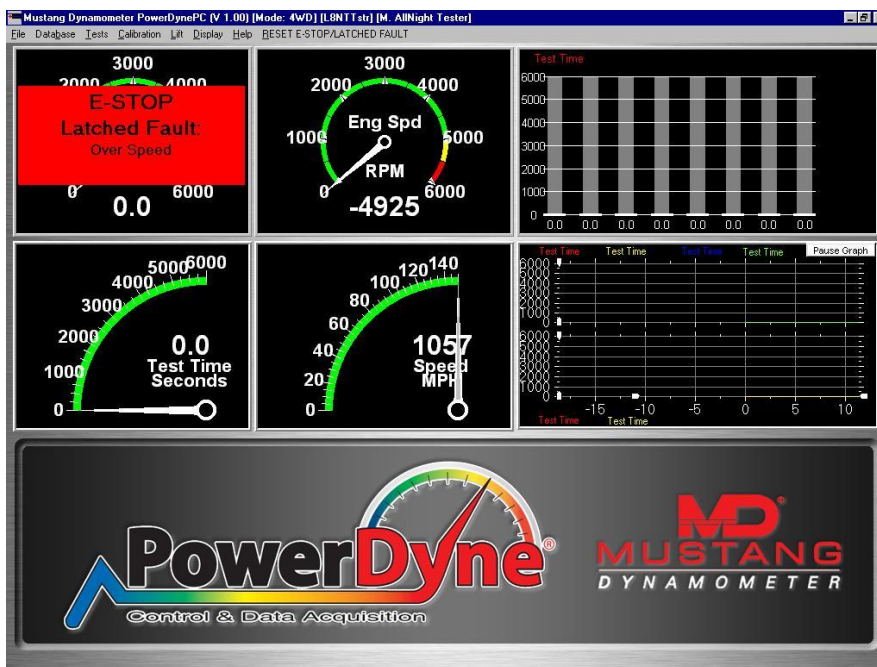 Mustang Dynamometer PowerDynePC (V 1.00) [Mode: 4WD] [L8NTTstr] [M. AllNight Tester]
File Database Tests Calibration Lift Display Help RESET E-STOP/LATCHED FAULT
3000
2000 4000
E-STOP
Latched Fault:
Over Speed
0 6000
0.0
3000
2000 4000
1000 Eng Spd 5000
RPM
0 6000
-4925
Test Time
6000
5000
4000
3000
2000
1000
0
0.0 0.0 0.0 0.0 0.0 0.0 0.0 0.0
6000
5000
4000
3000
2000
1000
0
0.0
Test Time
Seconds
140
120
100
80
60
40
20
0
1057
Speed
MPH
Test Time Test Time Test Time Test Time Pause Graph
6000
5000
4000
3000
2000
1000
0
6000
5000
4000
3000
2000
1000
0
-15 -10 -5 0 5 10
Test Time Test Time
PowerDyne®
Control & Data Acquisition
MD®
MUSTANG
DYNAMOMETER